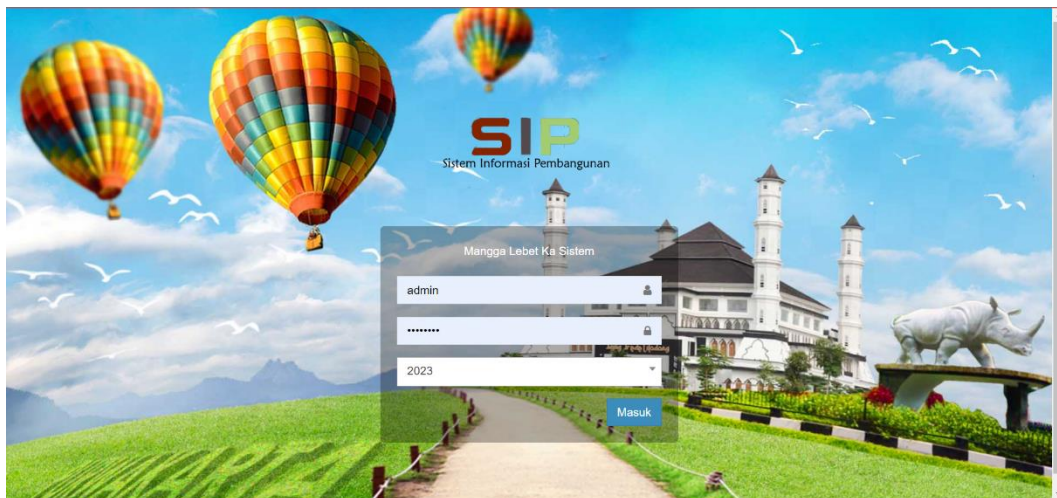 SIP
Sistem Informasi Pembangunan
Mangga Lebet Ka Sistem
admin
••••••••
2023
Masuk